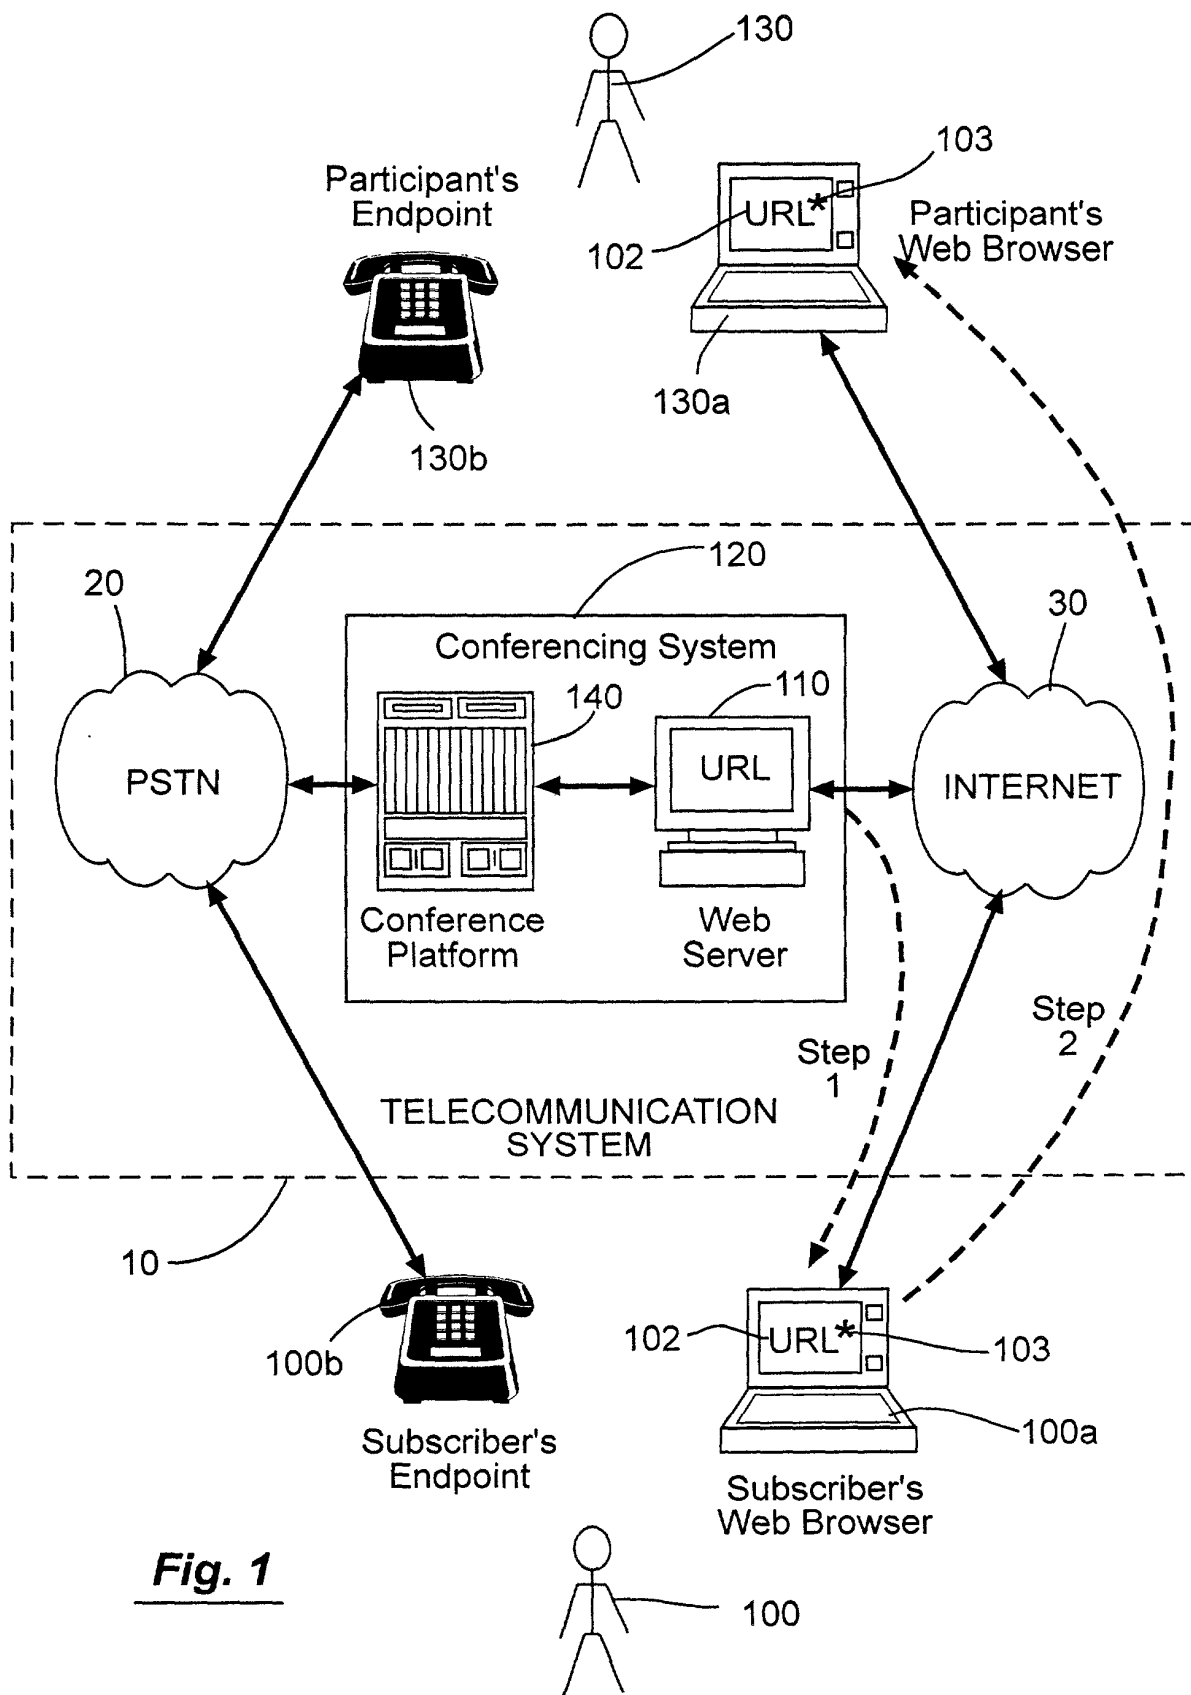 130
103
Participant's
Endpoint
URL*
Participant's
Web Browser
102
130a
130b
120
20
30
Conferencing System
140
110
PSTN
URL
INTERNET
Conference
Platform
Web
Server
Step
1
Step
2
TELECOMMUNICATION
SYSTEM
10
100b
102
URL*
103
100a
Subscriber's
Endpoint
Subscriber's
Web Browser
Fig. 1
100